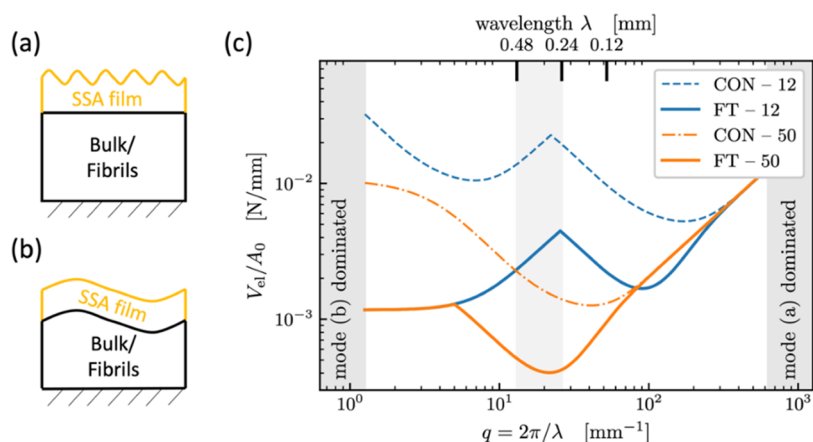 (a)
SSA film
Bulk/
Fibrils
(b)
SSA film
Bulk/
Fibrils
(c)
wavelength λ [mm]
0.48 0.24 0.12
CON – 12
FT – 12
CON – 50
FT – 50
V_el/A_0 [N/mm]
10^−2
10^−3
mode (b) dominated
mode (a) dominated
10^0 10^1 10^2 10^3
q = 2π/λ [mm^−1]